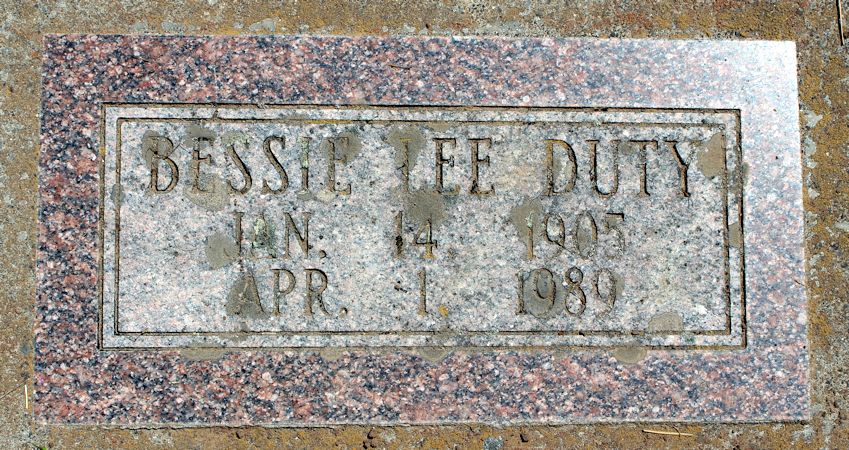 BESSIE LEE DUTY
JAN. 14, 1905
APR. 1, 1989